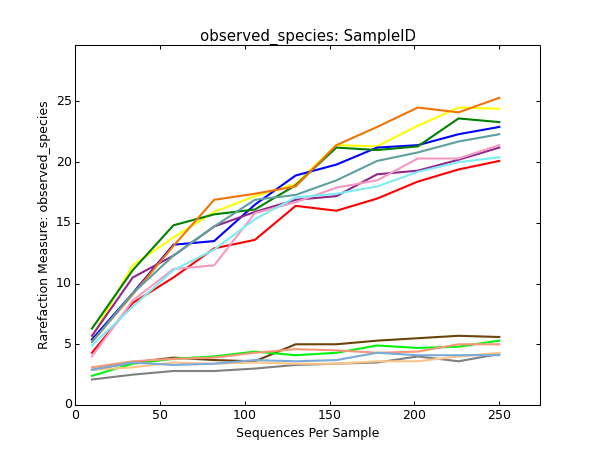 observed_species: SampleID
Rarefaction Measure: observed_species
25
20
15
10
5
0
0 50 100 150 200 250
Sequences Per Sample